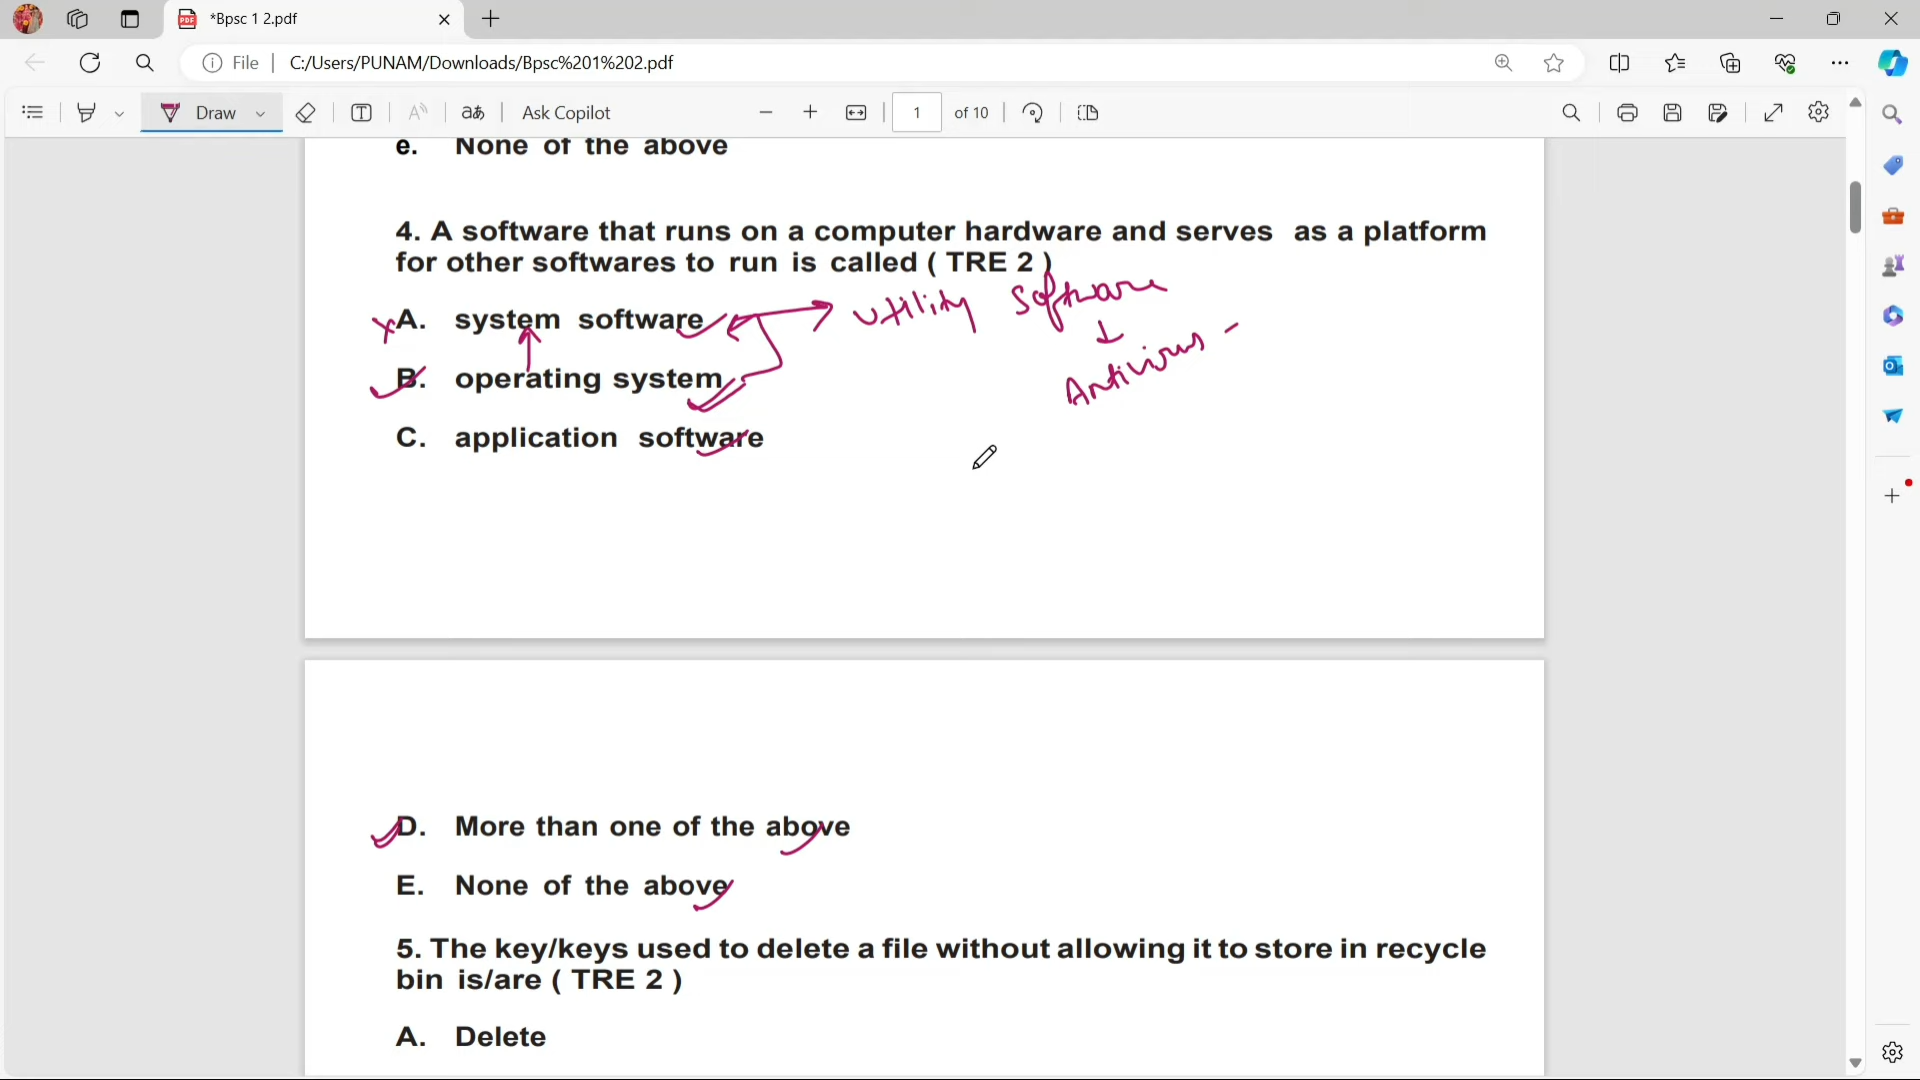 *Bpsc 1 2.pdf
File
C:/Users/PUNAM/Downloads/Bpsc%201%202.pdf
Draw
Ask Copilot
1 of 10
e. None of the above
4. A software that runs on a computer hardware and serves as a platform
for other softwares to run is called ( TRE 2 )
A. system software
utility software
Antivirus -
B. operating system
C. application software
D. More than one of the above
E. None of the above
5. The key/keys used to delete a file without allowing it to store in recycle
bin is/are ( TRE 2 )
A. Delete